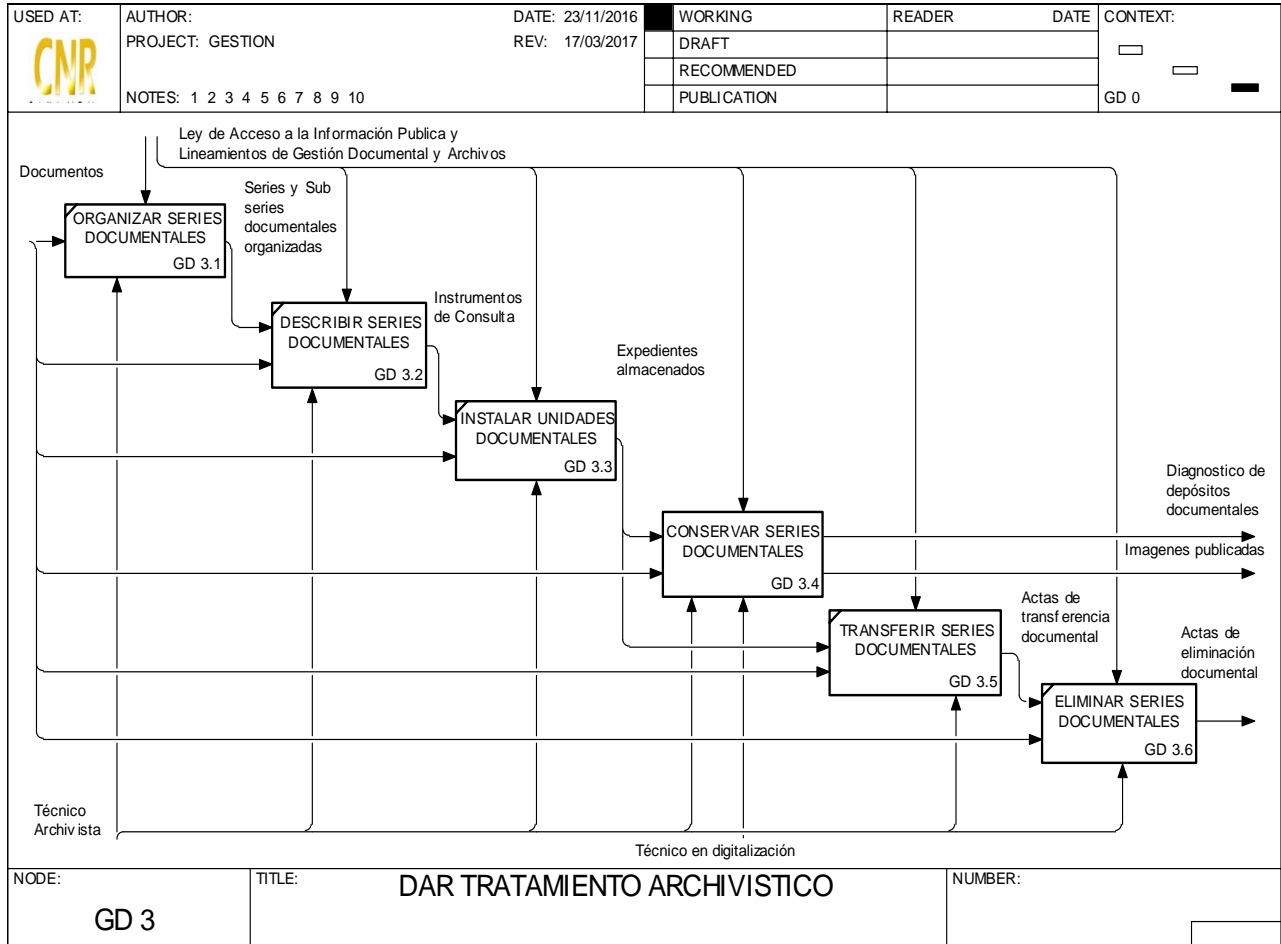 USED AT:
AUTHOR:
DATE: 23/11/2016
WORKING
READER
DATE
CONTEXT:
CNR
PROJECT: GESTION
REV: 17/03/2017
DRAFT
RECOMMENDED
NOTES: 1 2 3 4 5 6 7 8 9 10
PUBLICATION
GD 0
Ley de Acceso a la Información Publica y
Lineamientos de Gestión Documental y Archivos
Documentos
ORGANIZAR SERIES
DOCUMENTALES
GD 3.1
Series y Sub
series
documentales
organizadas
DESCRIBIR SERIES
DOCUMENTALES
GD 3.2
Instrumentos
de Consulta
INSTALAR UNIDADES
DOCUMENTALES
GD 3.3
Expedientes
almacenados
CONSERVAR SERIES
DOCUMENTALES
GD 3.4
Diagnostico de
depósitos
documentales
Imagenes publicadas
TRANSFERIR SERIES
DOCUMENTALES
GD 3.5
Actas de
transferencia
documental
ELIMINAR SERIES
DOCUMENTALES
GD 3.6
Actas de
eliminación
documental
Técnico
Archivista
Técnico en digitalización
NODE:
GD 3
TITLE:
DAR TRATAMIENTO ARCHIVISTICO
NUMBER: